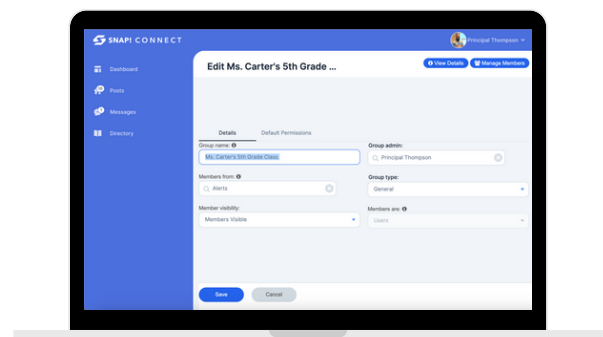 SNAP! CONNECT
Principal Thompson
Dashboard
Posts
Messages
Directory
Edit Ms. Carter's 5th Grade ...
View Details
Manage Members
Details
Default Permissions
Group name:
Ms. Carter's 5th Grade Class
Group admin:
Principal Thompson
Members from:
Alerts
Group type:
General
Member visibility:
Members Visible
Members are:
Users
Save
Cancel